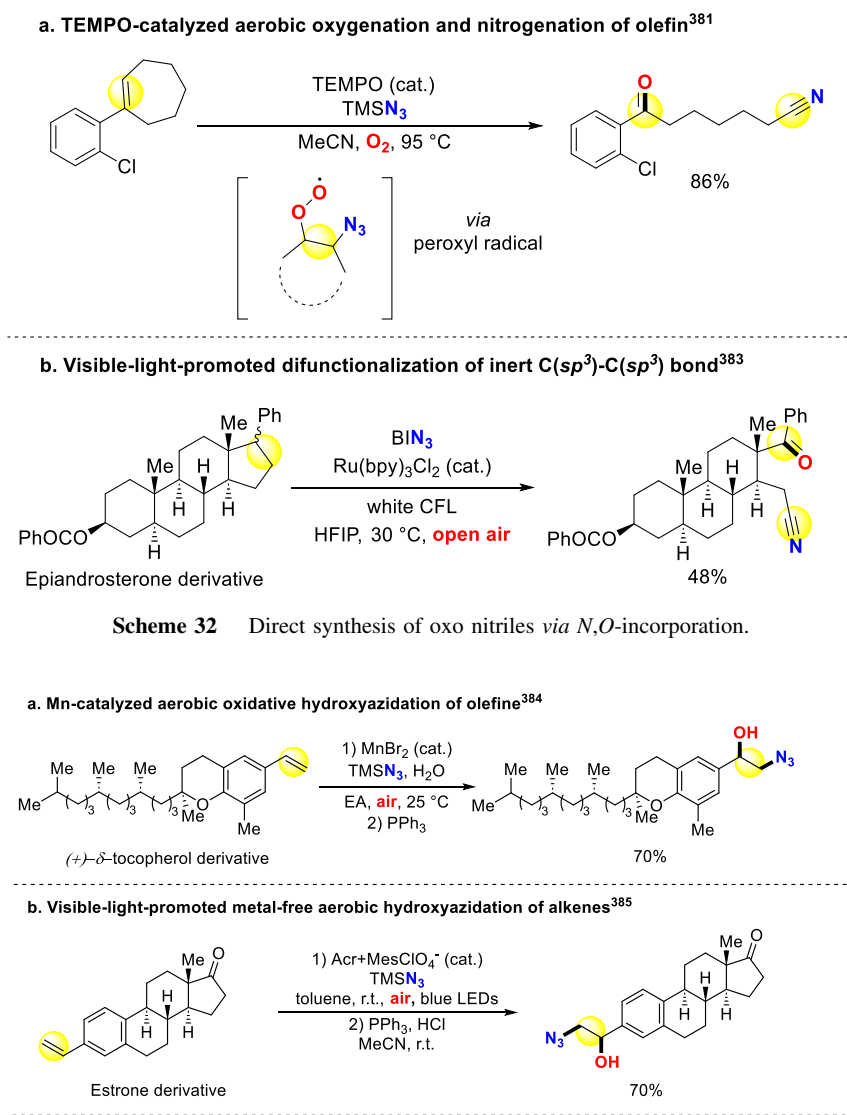 a. TEMPO-catalyzed aerobic oxygenation and nitrogenation of olefin381
TEMPO (cat.)
TMSN3
MeCN, O2, 95 °C
Cl
O
N
Cl
86%
O
O
N3
via
peroxyl radical
b. Visible-light-promoted difunctionalization of inert C(sp3)-C(sp3) bond383
Ph
Me
Me
H
H
H
H
PhOCO
Epiandrosterone derivative
BIN3
Ru(bpy)3Cl2 (cat.)
white CFL
HFIP, 30 °C, open air
Ph
Me
O
Me
H
H
H
H
N
PhOCO
48%
Scheme 32 Direct synthesis of oxo nitriles via N,O-incorporation.
a. Mn-catalyzed aerobic oxidative hydroxyazidation of olefine384
Me Me Me
Me ( )3 ( )3 ( )3 Me O
Me
(+)-δ-tocopherol derivative
1) MnBr2 (cat.)
TMSN3, H2O
EA, air, 25 °C
2) PPh3
OH
N3
Me Me Me
Me ( )3 ( )3 ( )3 Me O
Me
70%
b. Visible-light-promoted metal-free aerobic hydroxyazidation of alkenes385
Me O
H
H
H
Estrone derivative
1) Acr+MesClO4- (cat.)
TMSN3
toluene, r.t., air, blue LEDs
2) PPh3, HCl
MeCN, r.t.
Me O
H
H
H
N3
OH
70%